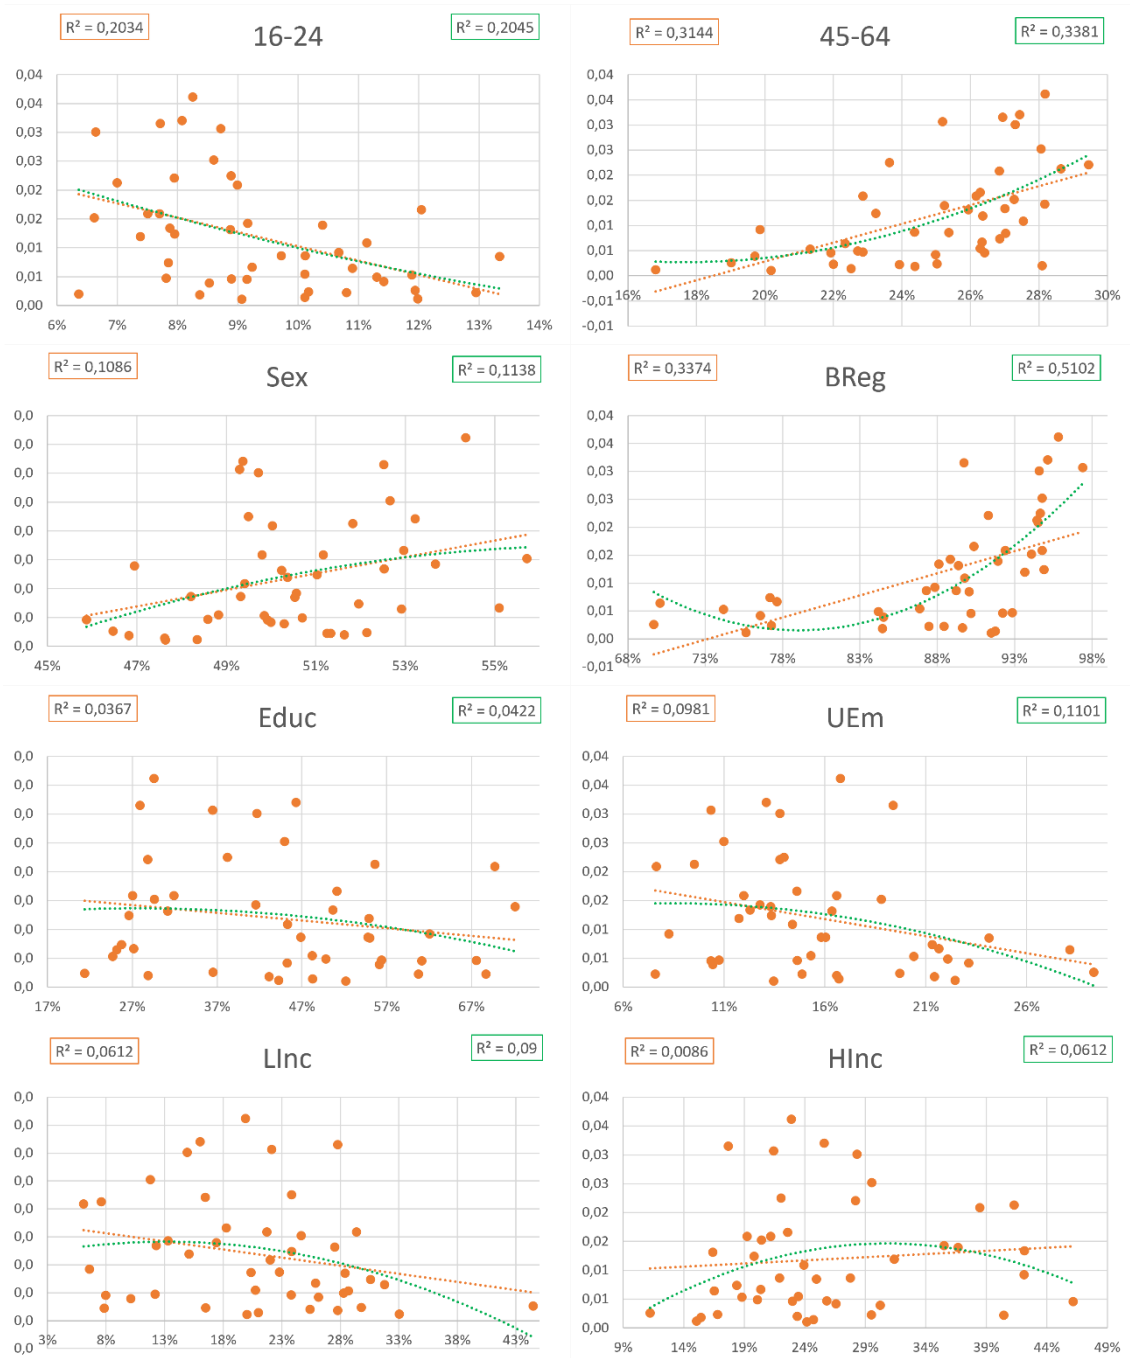 R² = 0,2034
16-24
R² = 0,2045
0,04
0,04
0,03
0,03
0,02
0,02
0,01
0,01
0,00
6% 7% 8% 9% 10% 11% 12% 13% 14%
R² = 0,3144
45-64
R² = 0,3381
0,04
0,04
0,03
0,03
0,02
0,02
0,01
0,01
0,00
-0,01
-0,01
16% 18% 20% 22% 24% 26% 28% 30%
R² = 0,1086
Sex
R² = 0,1138
0,0
0,0
0,0
0,0
0,0
0,0
0,0
0,0
0,0
45% 47% 49% 51% 53% 55%
R² = 0,3374
BReg
R² = 0,5102
0,04
0,04
0,03
0,03
0,02
0,02
0,01
0,01
0,00
-0,01
68% 73% 78% 83% 88% 93% 98%
R² = 0,0367
Educ
R² = 0,0422
0,0
0,0
0,0
0,0
0,0
0,0
0,0
0,0
0,0
17% 27% 37% 47% 57% 67%
R² = 0,0981
UEm
R² = 0,1101
0,04
0,04
0,03
0,03
0,02
0,02
0,01
0,01
0,00
6% 11% 16% 21% 26%
R² = 0,0612
LInc
R² = 0,09
0,0
0,0
0,0
0,0
0,0
0,0
0,0
0,0
0,0
3% 8% 13% 18% 23% 28% 33% 38% 43%
R² = 0,0086
HInc
R² = 0,0612
0,04
0,04
0,03
0,03
0,02
0,02
0,01
0,01
0,00
9% 14% 19% 24% 29% 34% 39% 44% 49%